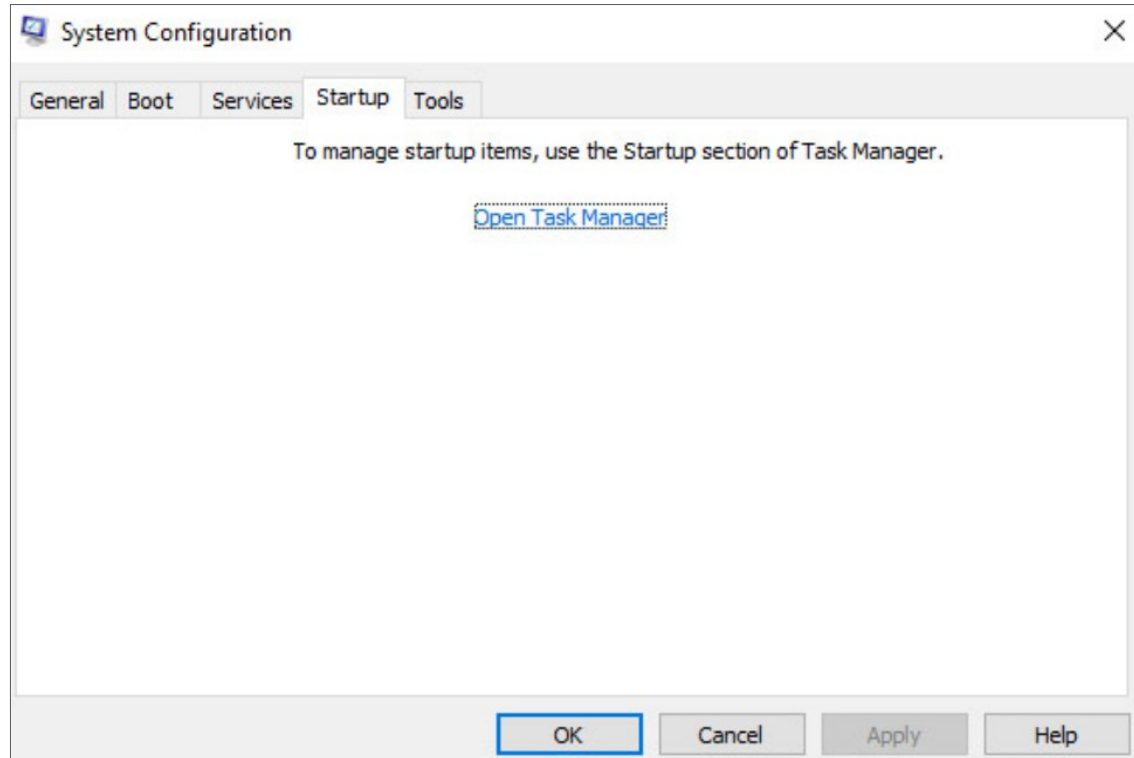 System Configuration
General Boot Services Startup Tools
To manage startup items, use the Startup section of Task Manager.
Open Task Manager
OK Cancel Apply Help